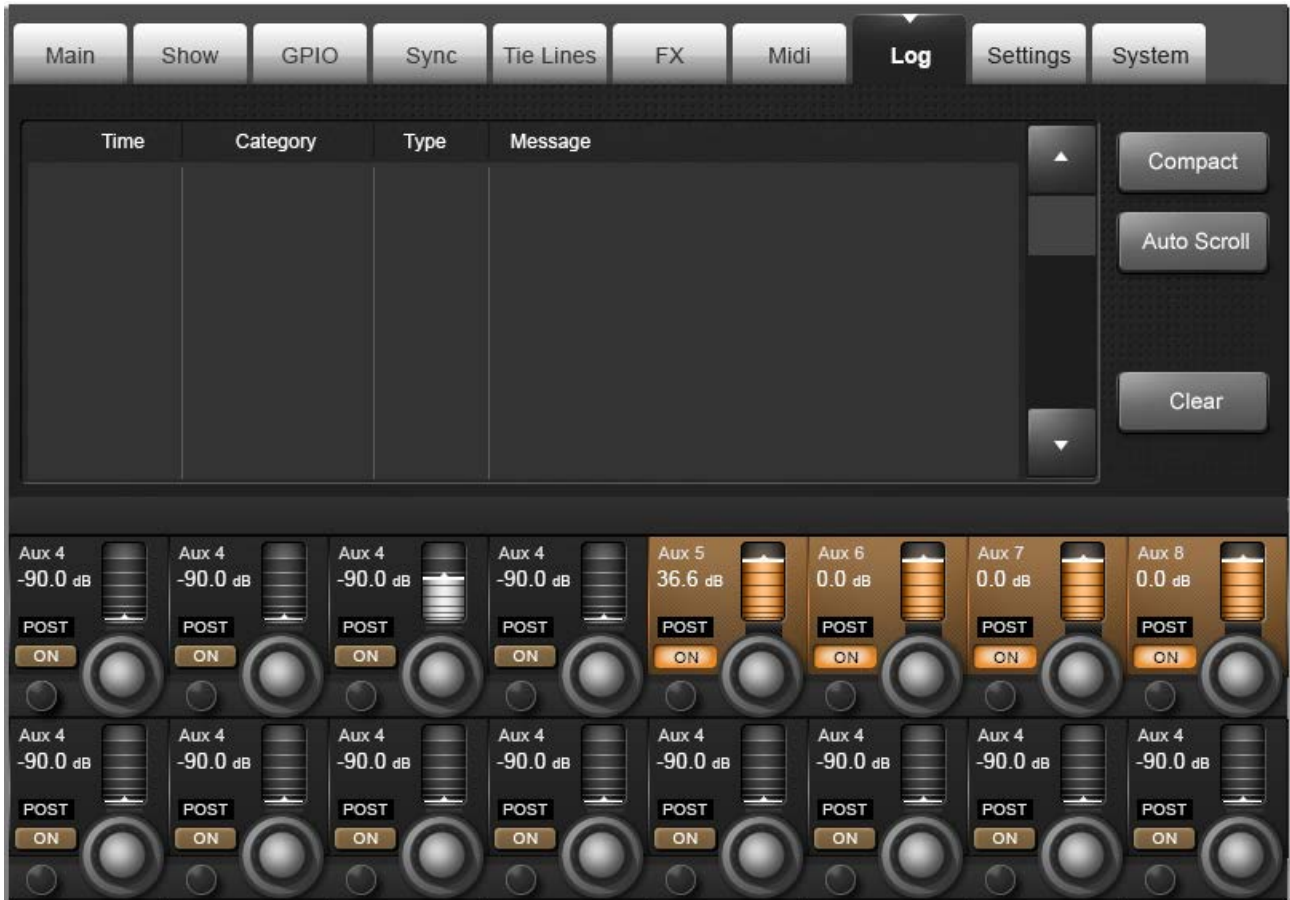 Main Show GPIO Sync Tie Lines FX Midi Log Settings System
Time Category Type Message
Compact
Auto Scroll
Clear
Aux 4 Aux 4 Aux 4 Aux 4 Aux 5 Aux 6 Aux 7 Aux 8
-90.0 dB -90.0 dB -90.0 dB -90.0 dB 36.6 dB 0.0 dB 0.0 dB 0.0 dB
POST POST POST POST POST POST POST POST
ON ON ON ON ON ON ON ON
Aux 4 Aux 4 Aux 4 Aux 4 Aux 4 Aux 4 Aux 4 Aux 4
-90.0 dB -90.0 dB -90.0 dB -90.0 dB -90.0 dB -90.0 dB -90.0 dB -90.0 dB
POST POST POST POST POST POST POST POST
ON ON ON ON ON ON ON ON